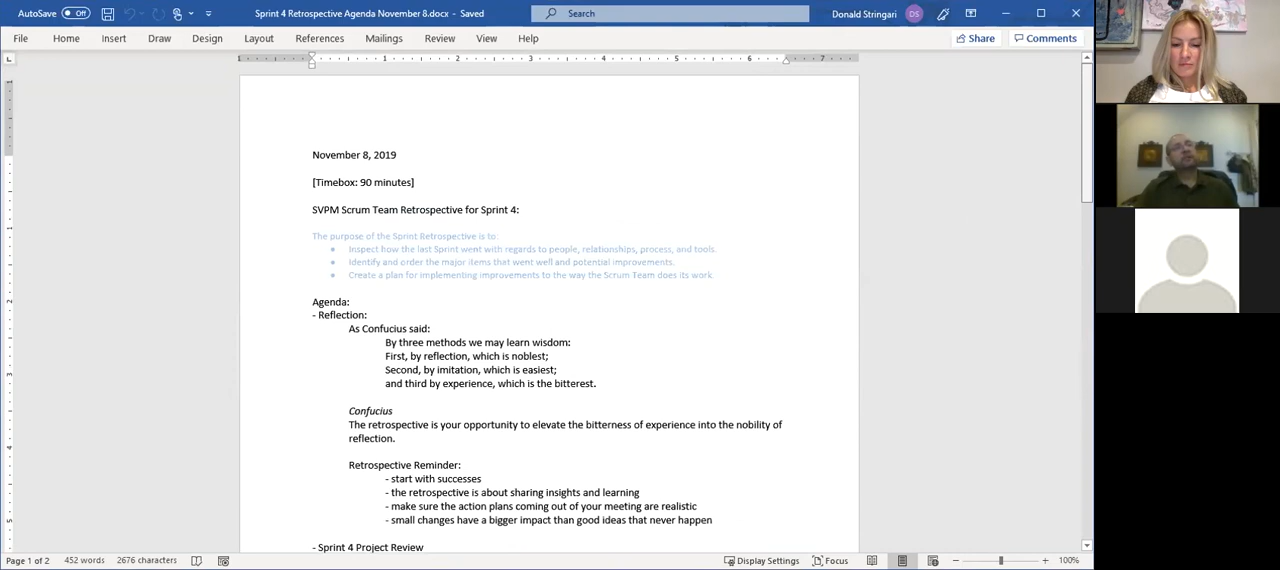 AutoSave Off Sprint 4 Retrospective Agenda November 8.docx - Saved Search Donald Stringari DS
File Home Insert Draw Design Layout References Mailings Review View Help Share Comments
1 1 2 3 4 5 6 7
November 8, 2019
[Timebox: 90 minutes]
SVPM Scrum Team Retrospective for Sprint 4:
The purpose of the Sprint Retrospective is to:
• Inspect how the last Sprint went with regards to people, relationships, process, and tools.
• Identify and order the major items that went well and potential improvements.
• Create a plan for implementing improvements to the way the Scrum Team does its work.
Agenda:
- Reflection:
As Confucius said:
By three methods we may learn wisdom:
First, by reflection, which is noblest;
Second, by imitation, which is easiest;
and third by experience, which is the bitterest.
Confucius
The retrospective is your opportunity to elevate the bitterness of experience into the nobility of
reflection.
Retrospective Reminder:
- start with successes
- the retrospective is about sharing insights and learning
- make sure the action plans coming out of your meeting are realistic
- small changes have a bigger impact than good ideas that never happen
- Sprint 4 Project Review
Page 1 of 2 452 words 2676 characters Display Settings Focus 100%